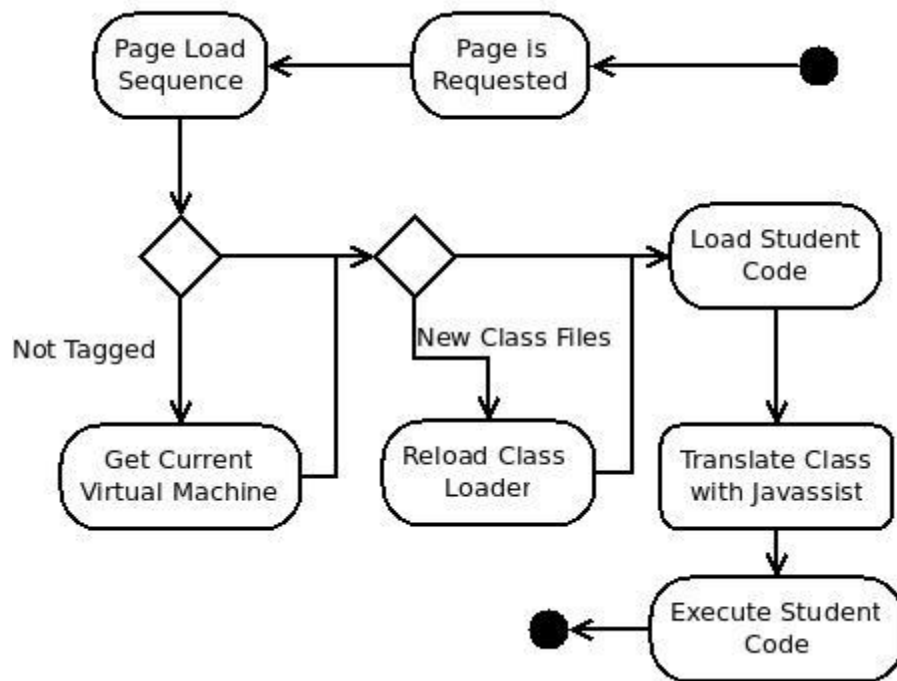 Page Load
Sequence
Page is
Requested
Load Student
Code
Not Tagged
New Class Files
Get Current
Virtual Machine
Reload Class
Loader
Translate Class
with Javassist
Execute Student
Code